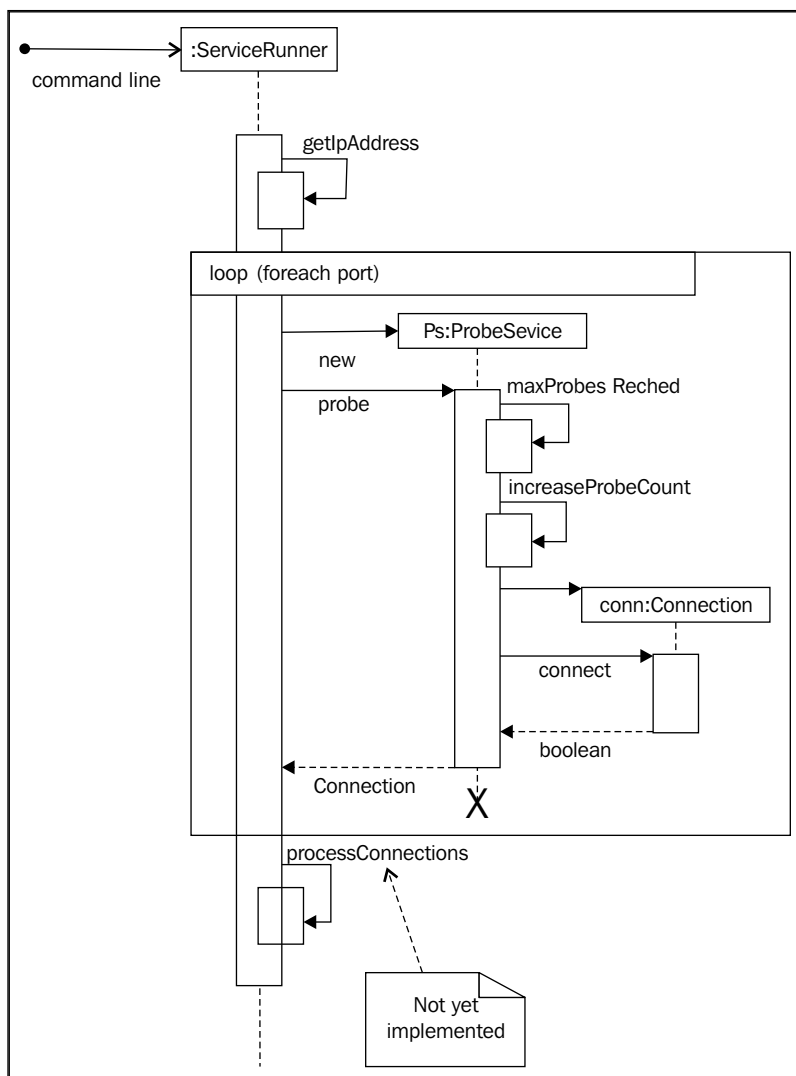 :ServiceRunner
command line
getIpAddress
loop (foreach port)
Ps:ProbeSevice
new
maxProbes Reched
probe
increaseProbeCount
conn:Connection
connect
boolean
Connection
X
processConnections
Not yet
implemented